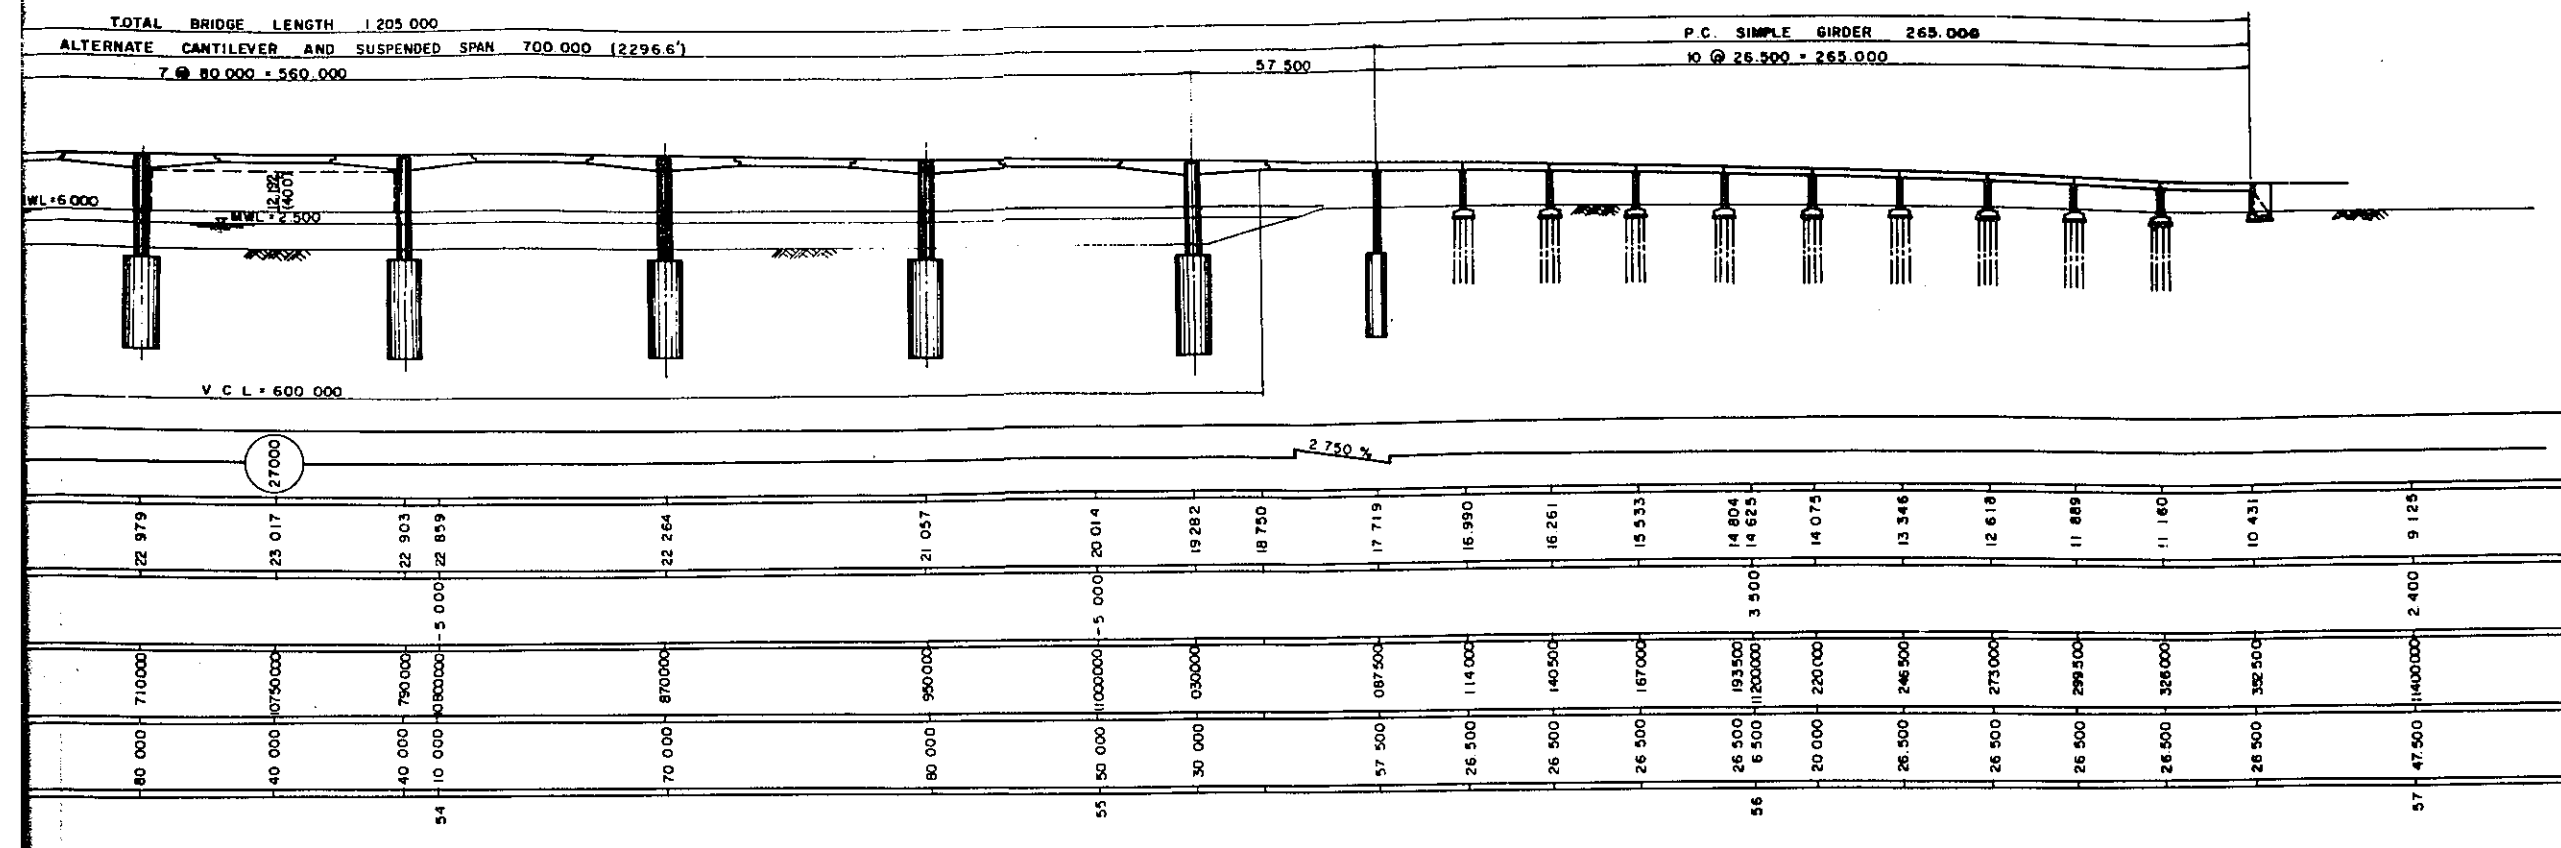 TOTAL BRIDGE LENGTH 1 205 000
ALTERNATE CANTILEVER AND SUSPENDED SPAN 700.000 (2296.6')
P.C. SIMPLE GIRDER 265.000
7 @ 80 000 = 560.000
57 500
10 @ 26.500 = 265.000
12.192
(400)
WL=6 000
MWL = 2.500
V C L = 600 000
27000
2 750 %
22 979 23 017 22 903 22 859 22 264 21 057 20 014 19 282 18 750 17 719 16.990 16.261 15 533 14 804 14 625 14 075 13 346 12 618 11 889 11 160 10 431 9 125
-5 000 -5 000 3 500 2.400
710000 10750000 790000 10800000 870000 950000 11000000 030000 087500 114000 140500 167000 193500 11200000 220000 246500 273000 299500 326000 352500 11400000
80 000 40 000 40 000 10 000 70 000 80 000 50 000 30 000 57 500 26 500 26 500 26 500 26 500 6 500 20 000 26.500 26 500 26 500 26.500 26 500 47.500
54 55 56 57